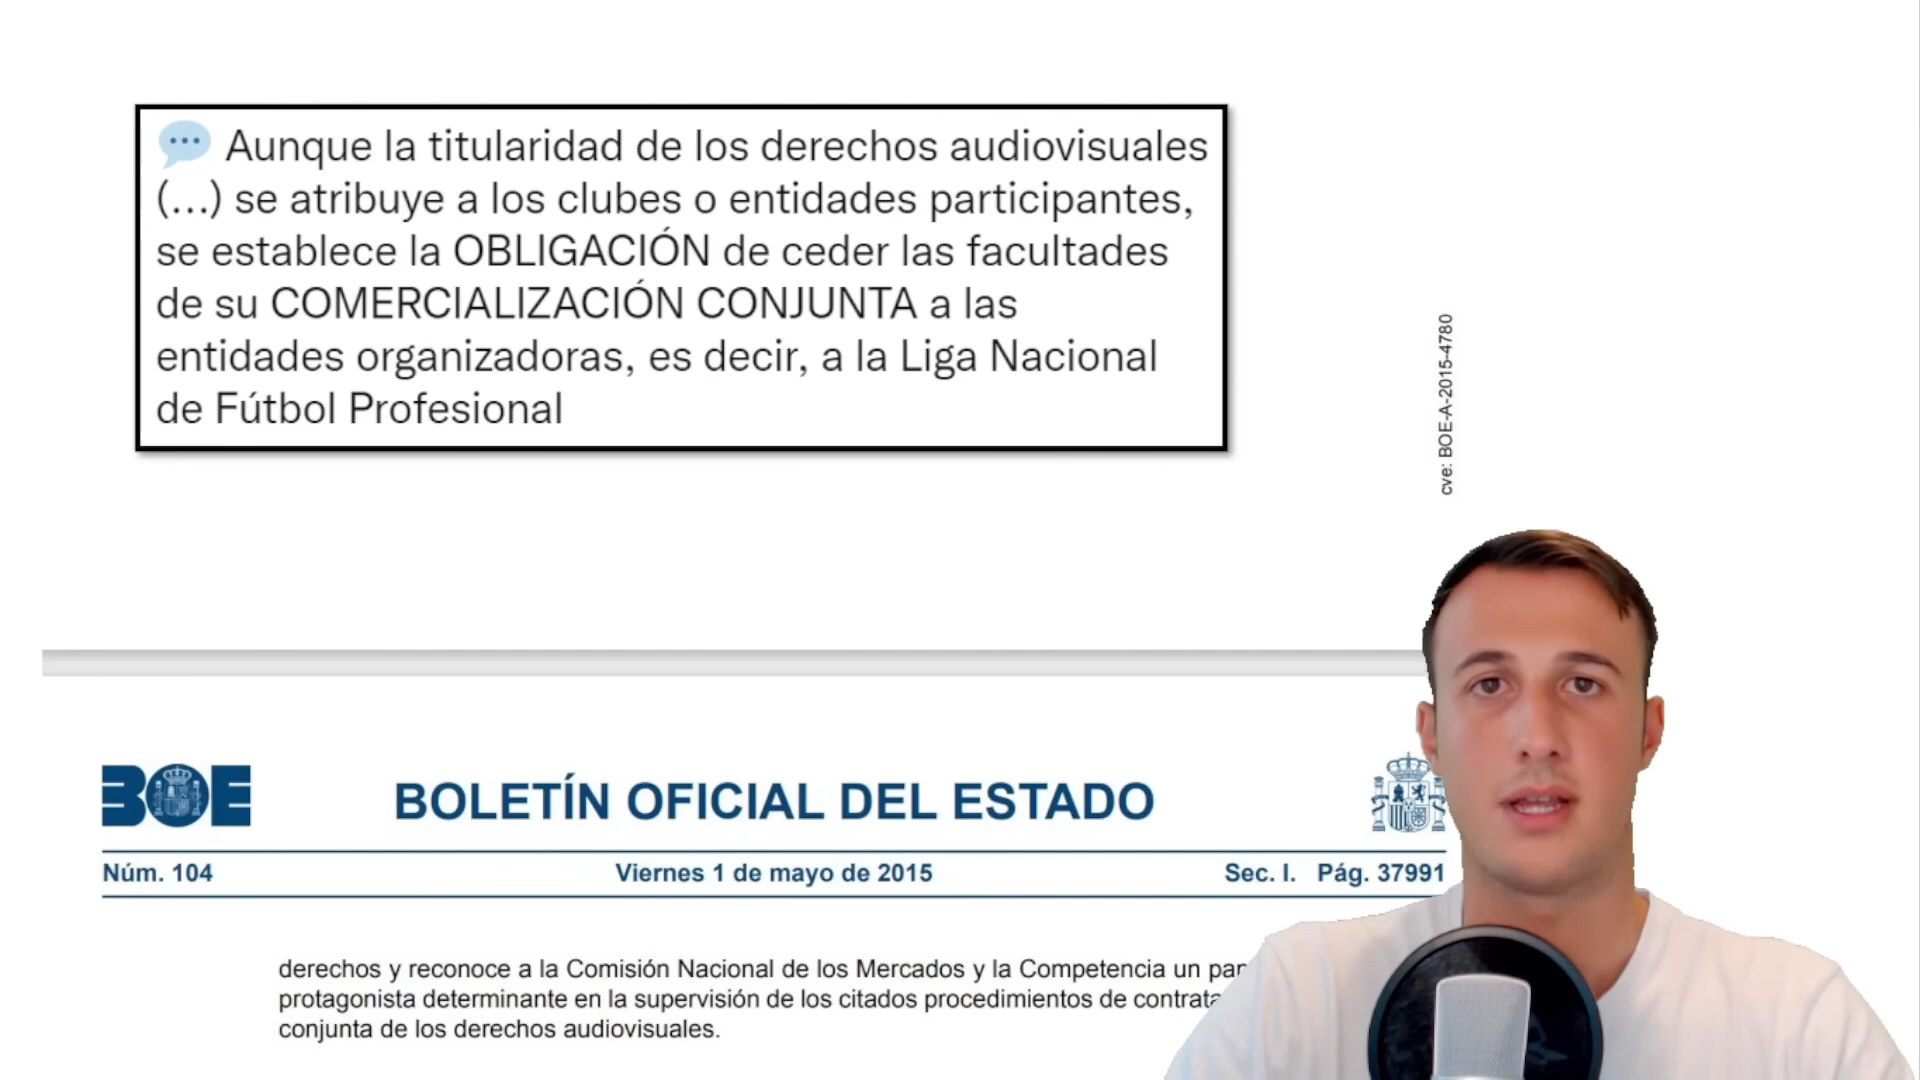 Aunque la titularidad de los derechos audiovisuales
(...) se atribuye a los clubes o entidades participantes,
se establece la OBLIGACIÓN de ceder las facultades
de su COMERCIALIZACIÓN CONJUNTA a las
entidades organizadoras, es decir, a la Liga Nacional
de Fútbol Profesional
cve: BOE-A-2015-4780
BOE
BOLETÍN OFICIAL DEL ESTADO
Núm. 104 Viernes 1 de mayo de 2015 Sec. I. Pág. 37991
derechos y reconoce a la Comisión Nacional de los Mercados y la Competencia un
protagonista determinante en la supervisión de los citados procedimientos de
conjunta de los derechos audiovisuales.